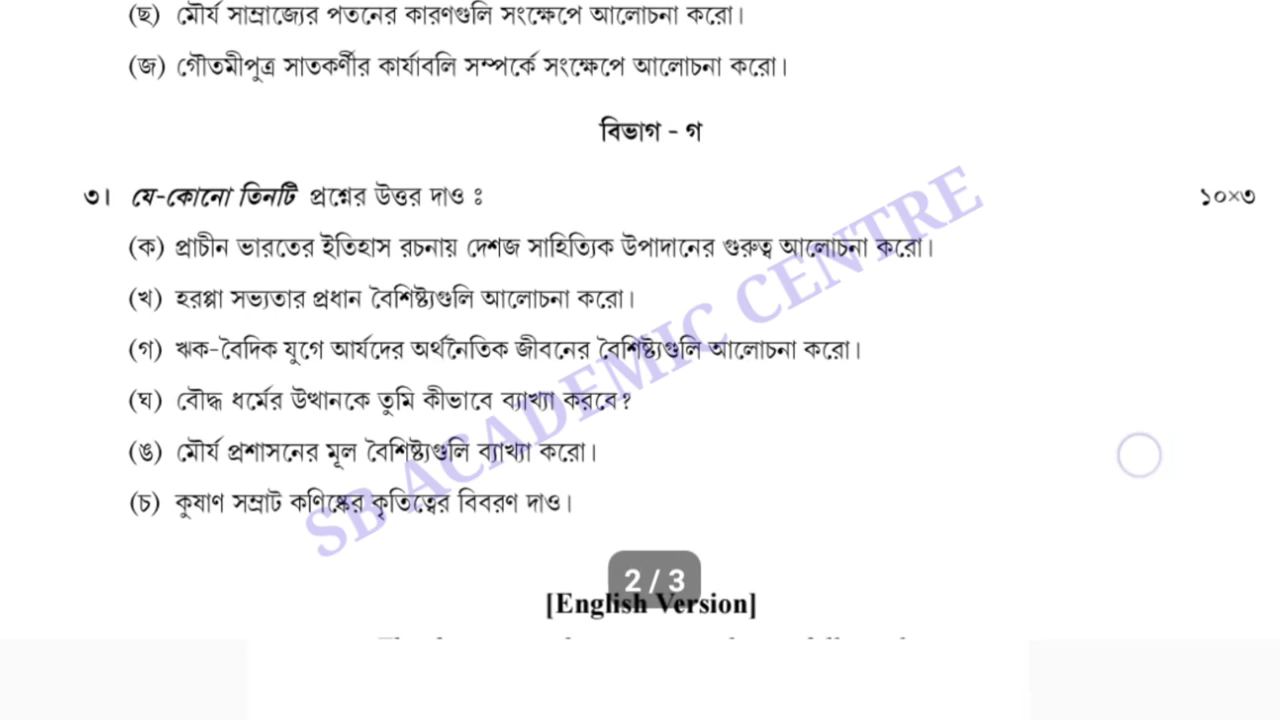 (ছ) মৌর্য সাম্রাজ্যের পতনের কারণগুলি সংক্ষেপে আলোচনা করো।
(জ) গৌতমীপুত্র সাতকর্ণীর কার্যাবলি সম্পর্কে সংক্ষেপে আলোচনা করো।
বিভাগ - গ
৩। যে-কোনো তিনটি প্রশ্নের উত্তর দাও ঃ ১০×৩
(ক) প্রাচীন ভারতের ইতিহাস রচনায় দেশজ সাহিত্যিক উপাদানের গুরুত্ব আলোচনা করো।
(খ) হরপ্পা সভ্যতার প্রধান বৈশিষ্ট্যগুলি আলোচনা করো।
(গ) ঋক-বৈদিক যুগে আর্যদের অর্থনৈতিক জীবনের বৈশিষ্ট্যগুলি আলোচনা করো।
(ঘ) বৌদ্ধ ধর্মের উত্থানকে তুমি কীভাবে ব্যাখ্যা করবে?
(ঙ) মৌর্য প্রশাসনের মূল বৈশিষ্ট্যগুলি ব্যাখ্যা করো।
(চ) কুষাণ সম্রাট কণিষ্কের কৃতিত্বের বিবরণ দাও।
SB ACADEMIC CENTRE
2 / 3
[English Version]